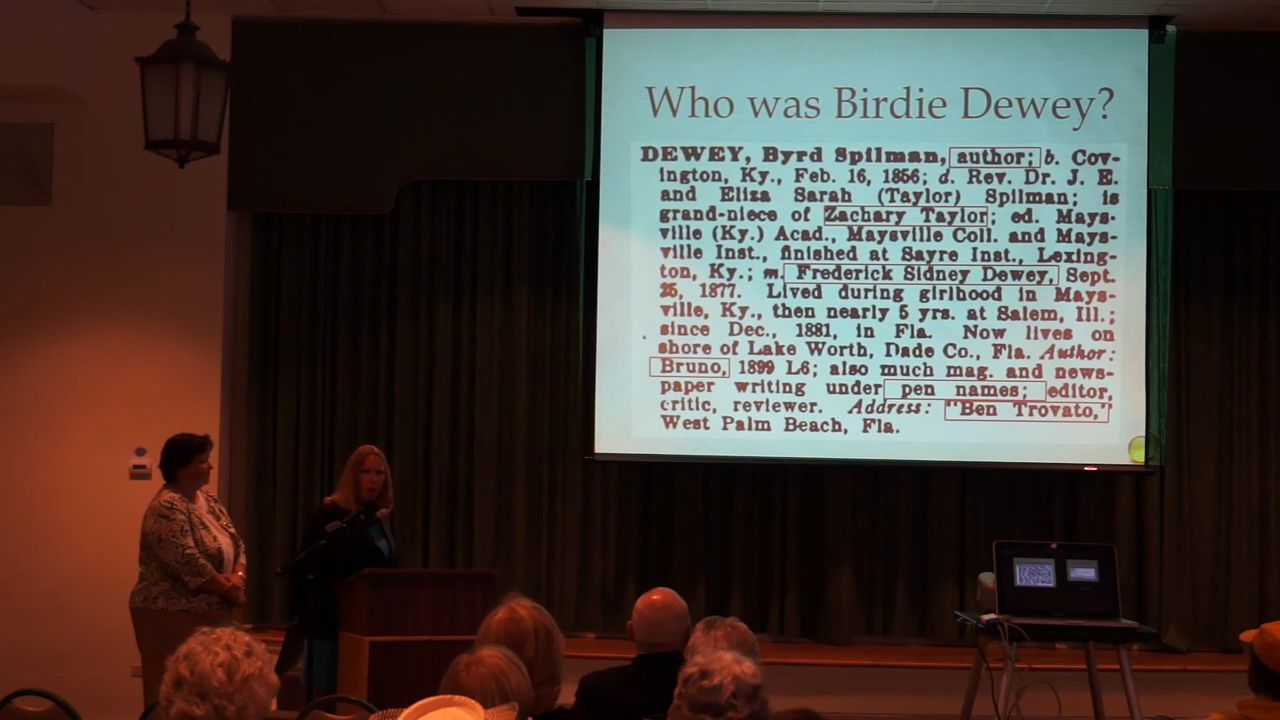 Who was Birdie Dewey?
DEWEY, Byrd Spilman, author; b. Cov-
ington, Ky., Feb. 16, 1856; d. Rev. Dr. J. E.
and Eliza Sarah (Taylor) Spilman; is
grand-niece of Zachary Taylor; ed. Mays-
ville (Ky.) Acad., Maysville Coll. and Mays-
ville Inst., finished at Sayre Inst., Lexing-
ton, Ky.; m. Frederick Sidney Dewey, Sept.
25, 1877. Lived during girlhood in Mays-
ville, Ky., then nearly 5 yrs. at Salem, Ill.;
since Dec., 1881, in Fla. Now lives on
shore of Lake Worth, Dade Co., Fla. Author:
Bruno, 1899 L6; also much mag. and news-
paper writing under pen names; editor,
critic, reviewer. Address: "Ben Trovato,"
West Palm Beach, Fla.